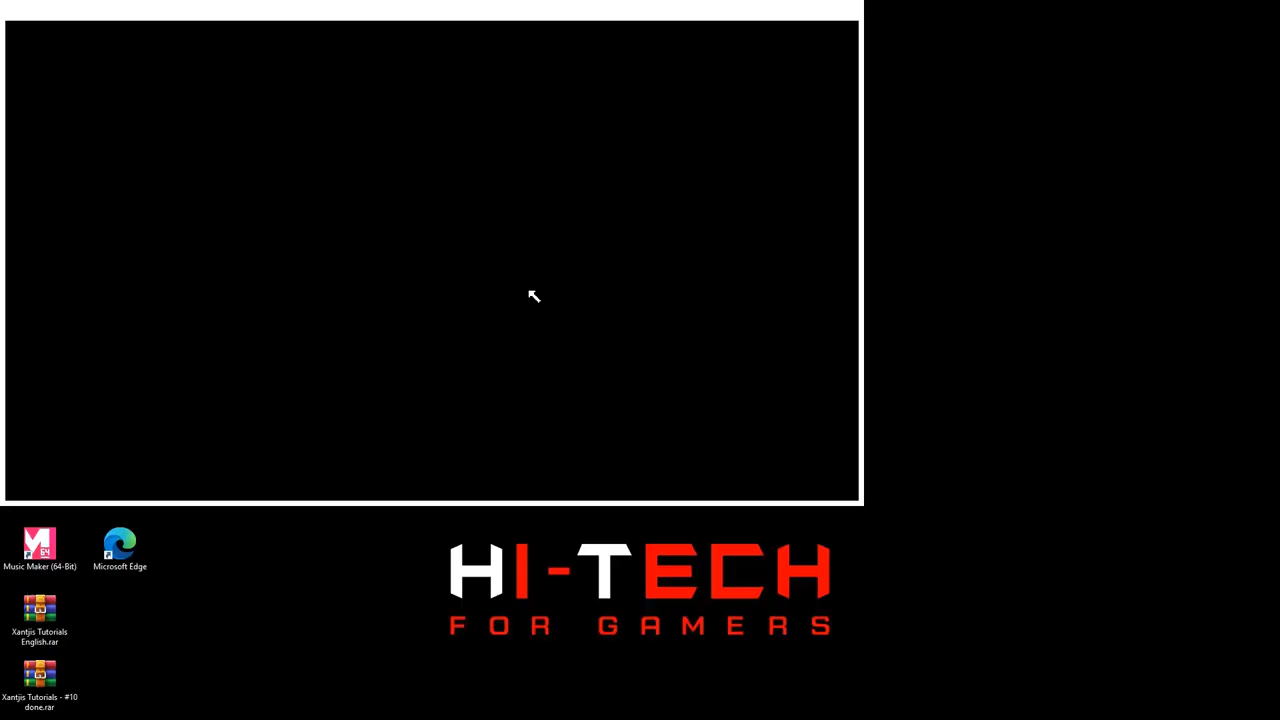 Music Maker (64-Bit)
Microsoft Edge
Xantjis Tutorials
English.rar
Xantjis Tutorials - #10
done.rar
HI-TECH
FOR GAMERS